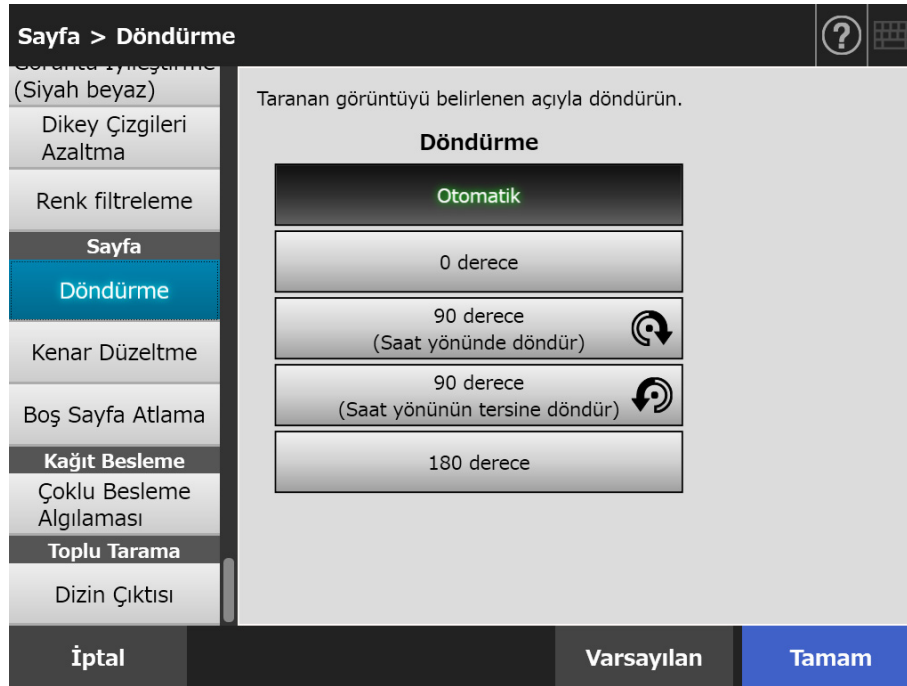 Sayfa > Döndürme
?
(Siyah beyaz)
Dikey Çizgileri
Azaltma
Renk filtreleme
Sayfa
Döndürme
Kenar Düzeltme
Boş Sayfa Atlama
Kağıt Besleme
Çoklu Besleme
Algılaması
Toplu Tarama
Dizin Çıktısı
Taranan görüntüyü belirlenen açıyla döndürün.
Döndürme
Otomatik
0 derece
90 derece
(Saat yönünde döndür)
90 derece
(Saat yönünün tersine döndür)
180 derece
İptal
Varsayılan
Tamam